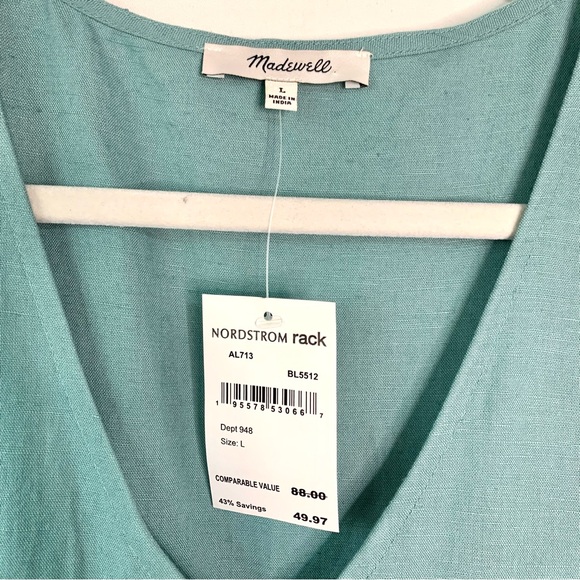 Madewell
L
MADE IN
INDIA
NORDSTROM rack
AL713
BL5512
1 95578 53066 7
Dept 948
Size: L
COMPARABLE VALUE 88.00
43% Savings 49.97